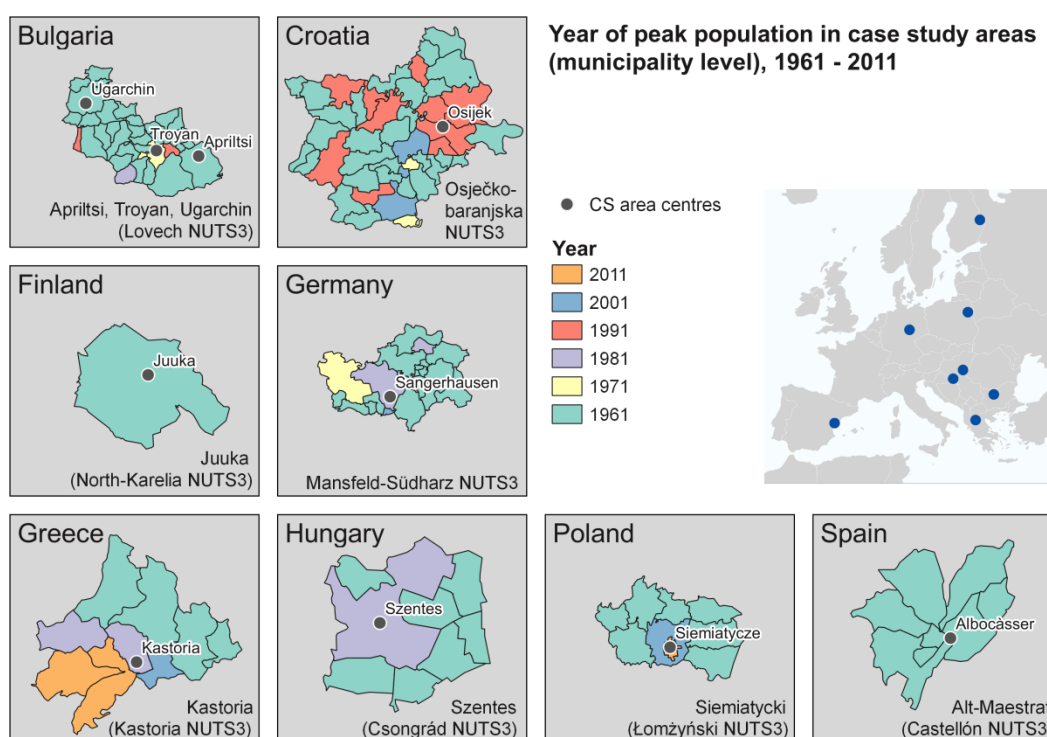 Year of peak population in case study areas
(municipality level), 1961 - 2011
Bulgaria
Ugarchin
Troyan
Apriltsi
Apriltsi, Troyan, Ugarchin
(Lovech NUTS3)
Croatia
Osijek
Osječko-
baranjska
NUTS3
CS area centres
Year
2011
2001
1991
1981
1971
1961
Finland
Juuka
Juuka
(North-Karelia NUTS3)
Germany
Sangerhausen
Mansfeld-Südharz NUTS3
Greece
Kastoria
Kastoria
(Kastoria NUTS3)
Hungary
Szentes
Szentes
(Csongrád NUTS3)
Poland
Siemiatycze
Siemiatycki
(Łomżyński NUTS3)
Spain
Albocàsser
Alt-Maestrat
(Castellón NUTS3)